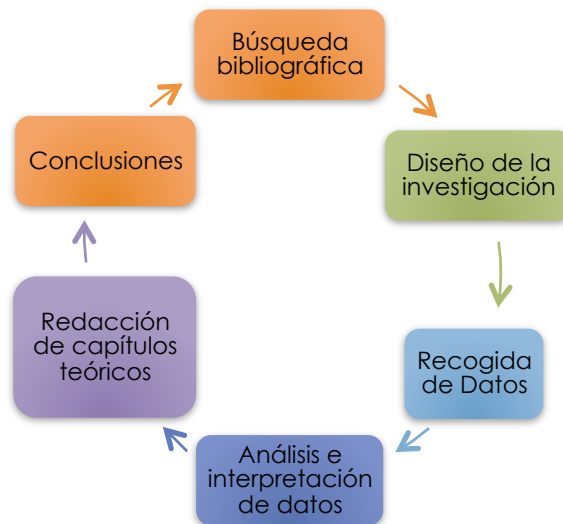 Búsqueda
bibliográfica
Diseño de la
investigación
Recogida
de Datos
Análisis e
interpretación
de datos
Redacción
de capítulos
teóricos
Conclusiones